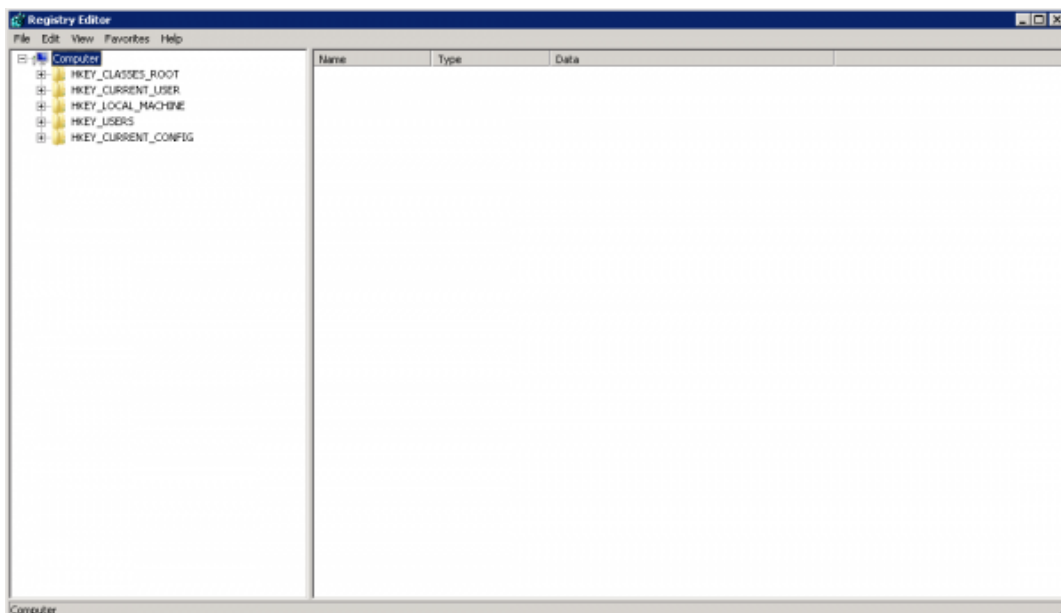 Registry Editor
File Edit View Favorites Help
Computer
HKEY_CLASSES_ROOT
HKEY_CURRENT_USER
HKEY_LOCAL_MACHINE
HKEY_USERS
HKEY_CURRENT_CONFIG
Name Type Data
Computer